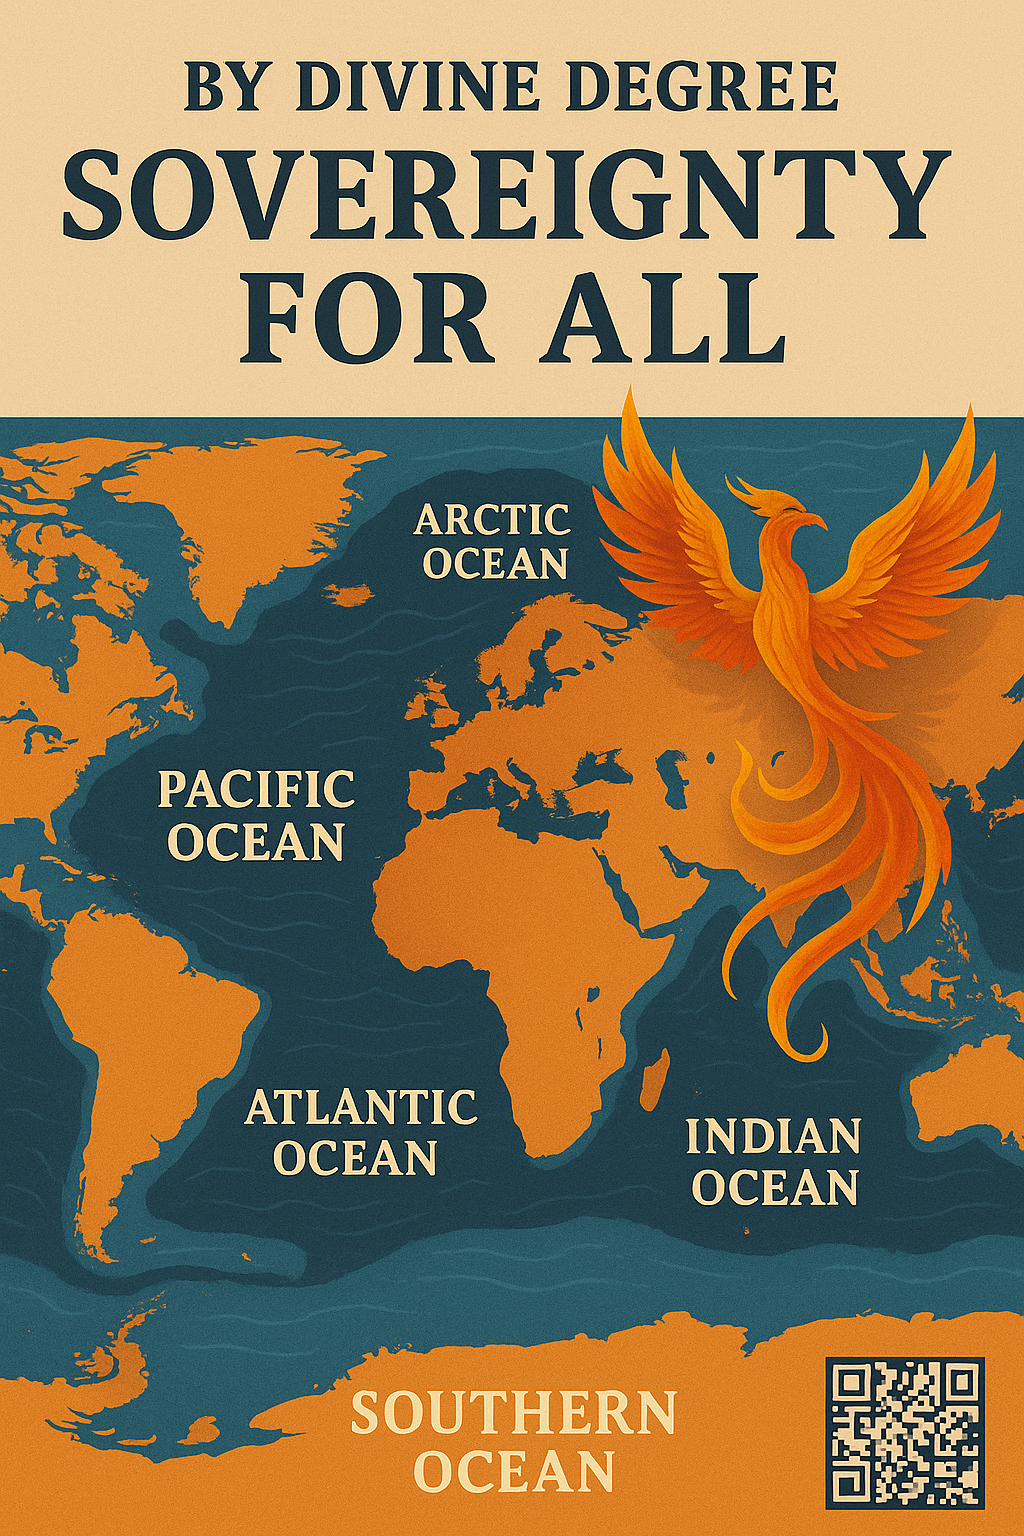 BY DIVINE DEGREE
SOVEREIGNTY
FOR ALL
ARCTIC
OCEAN
PACIFIC
OCEAN
ATLANTIC
OCEAN
INDIAN
OCEAN
SOUTHERN
OCEAN